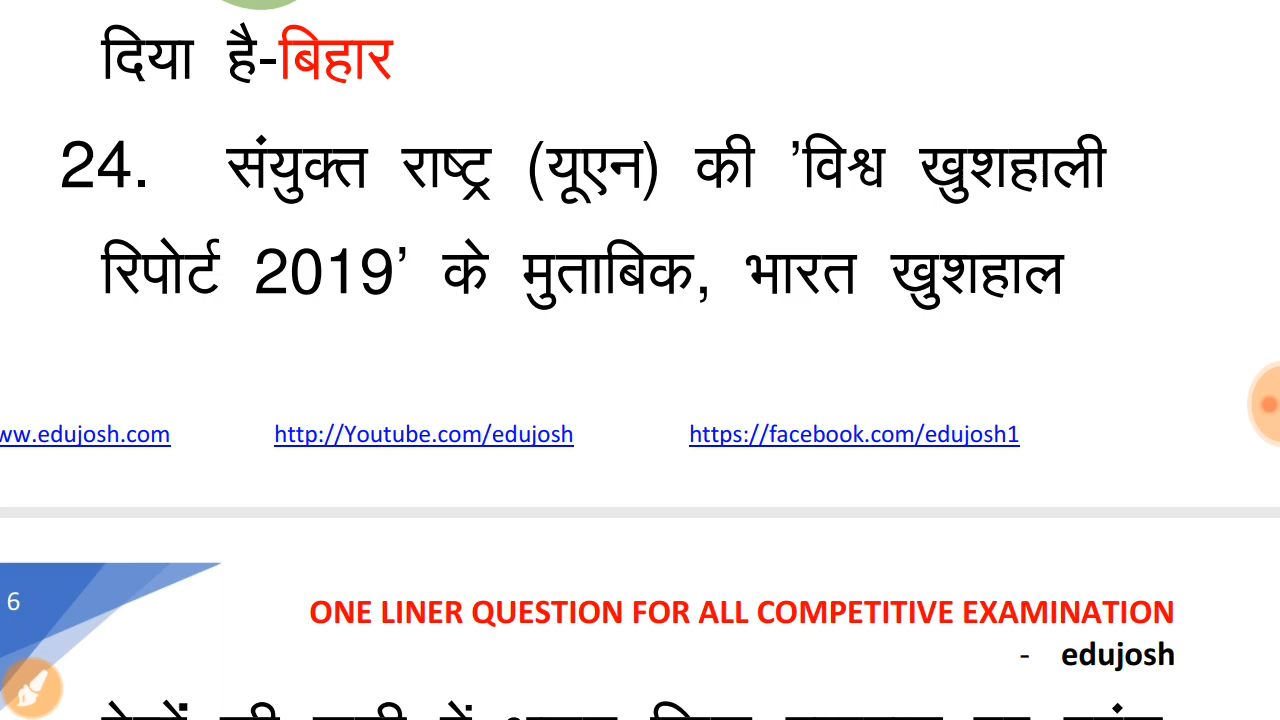 दिया है-बिहार
24. संयुक्त राष्ट्र (यूएन) की ’विश्व खुशहाली
रिपोर्ट 2019’ के मुताबिक, भारत खुशहाल
ww.edujosh.com http://Youtube.com/edujosh https://facebook.com/edujosh1
6
ONE LINER QUESTION FOR ALL COMPETITIVE EXAMINATION
- edujosh